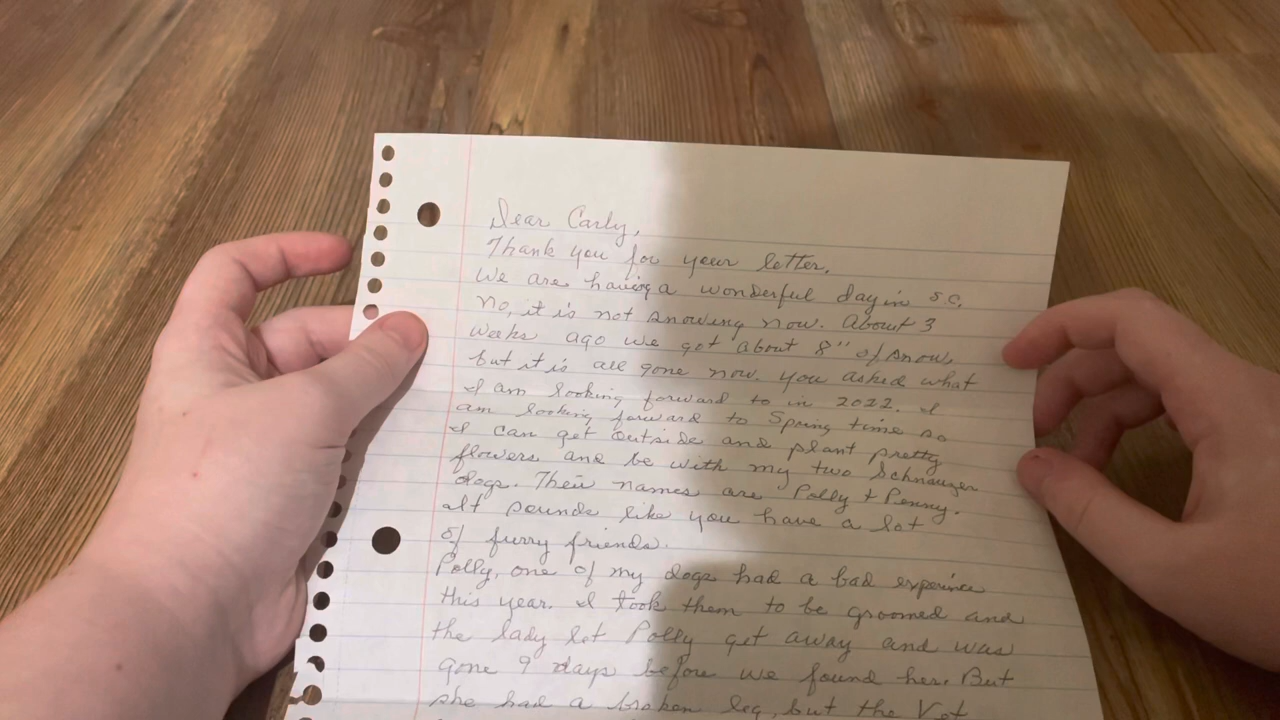 Dear Carly,
Thank you for your letter.
We are having a wonderful day in S.C.
No, it is not snowing now. About 3
weeks ago we got about 8" of snow
but it is all gone now. You asked what
I am looking forward to in 2022. I
am looking forward to Spring time so
I can get outside and plant pretty
flowers and be with my two Schnauzer
dogs. Their names are Polly + Penny.
It sounds like you have a lot
of furry friends.
Polly, one of my dogs had a bad experince
this year. I took them to be groomed and
the lady let Polly get away and was
gone 9 days before we found her. But
she had a broken leg, but the Vet